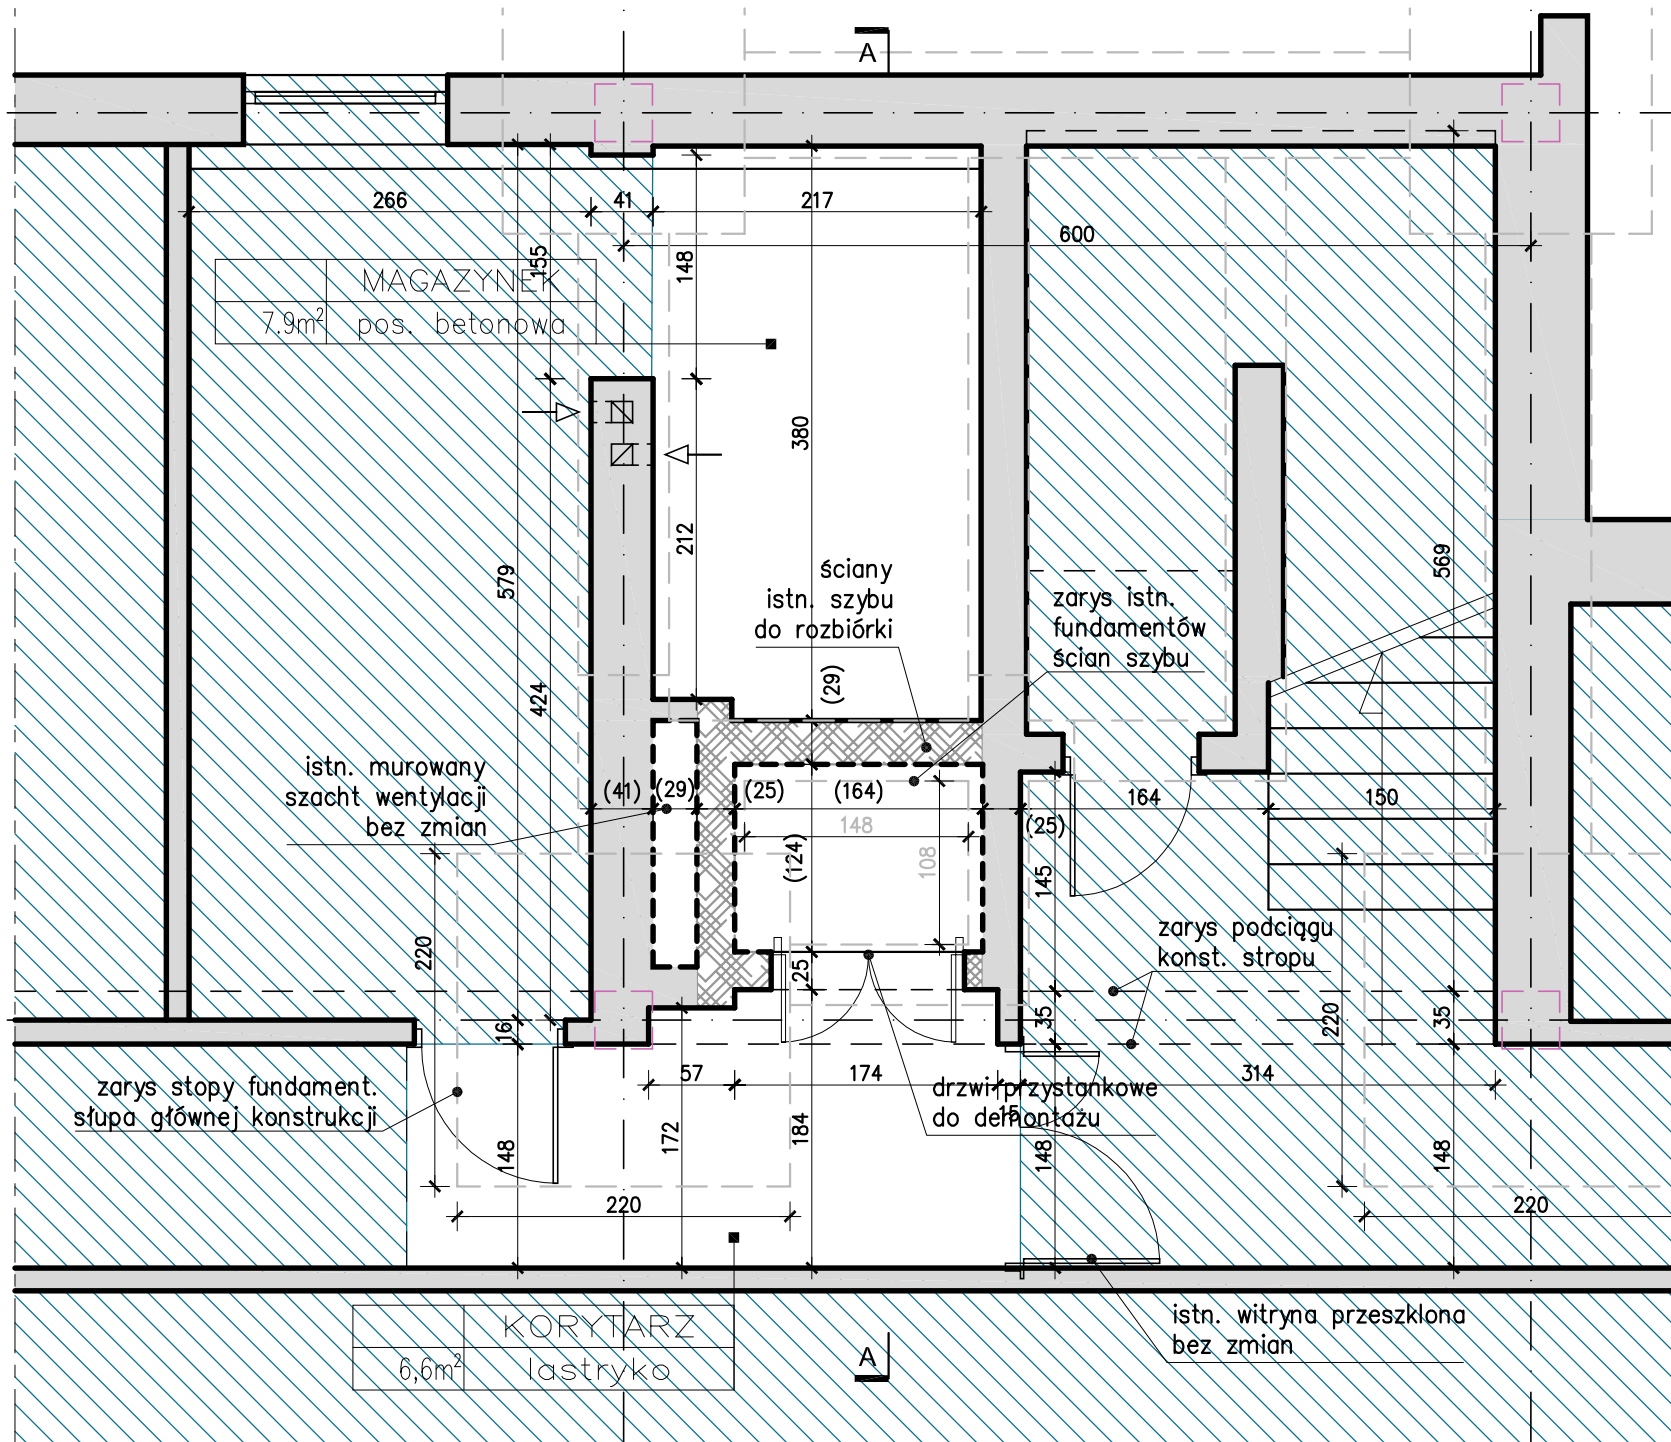 A
266
41
217
600
155
148
MAGAZYNEK
7.9m²
pos. betonowa
380
212
579
569
424
ściany
istn. szybu
do rozbiórki
(29)
zarys istn.
fundamentów
ścian szybu
istn. murowany
szacht wentylacji
bez zmian
(41)
(29)
(25)
(164)
(25)
164
150
148
(124)
108
145
220
25
zarys podciągu
konst. stropu
16
35
220
35
57
174
314
zarys stopy fundament.
słupa głównej konstrukcji
drzwi przystankowe
do demontażu
15
148
172
184
148
148
220
220
istn. witryna przeszklona
bez zmian
KORYTARZ
6,6m²
lastryko
A